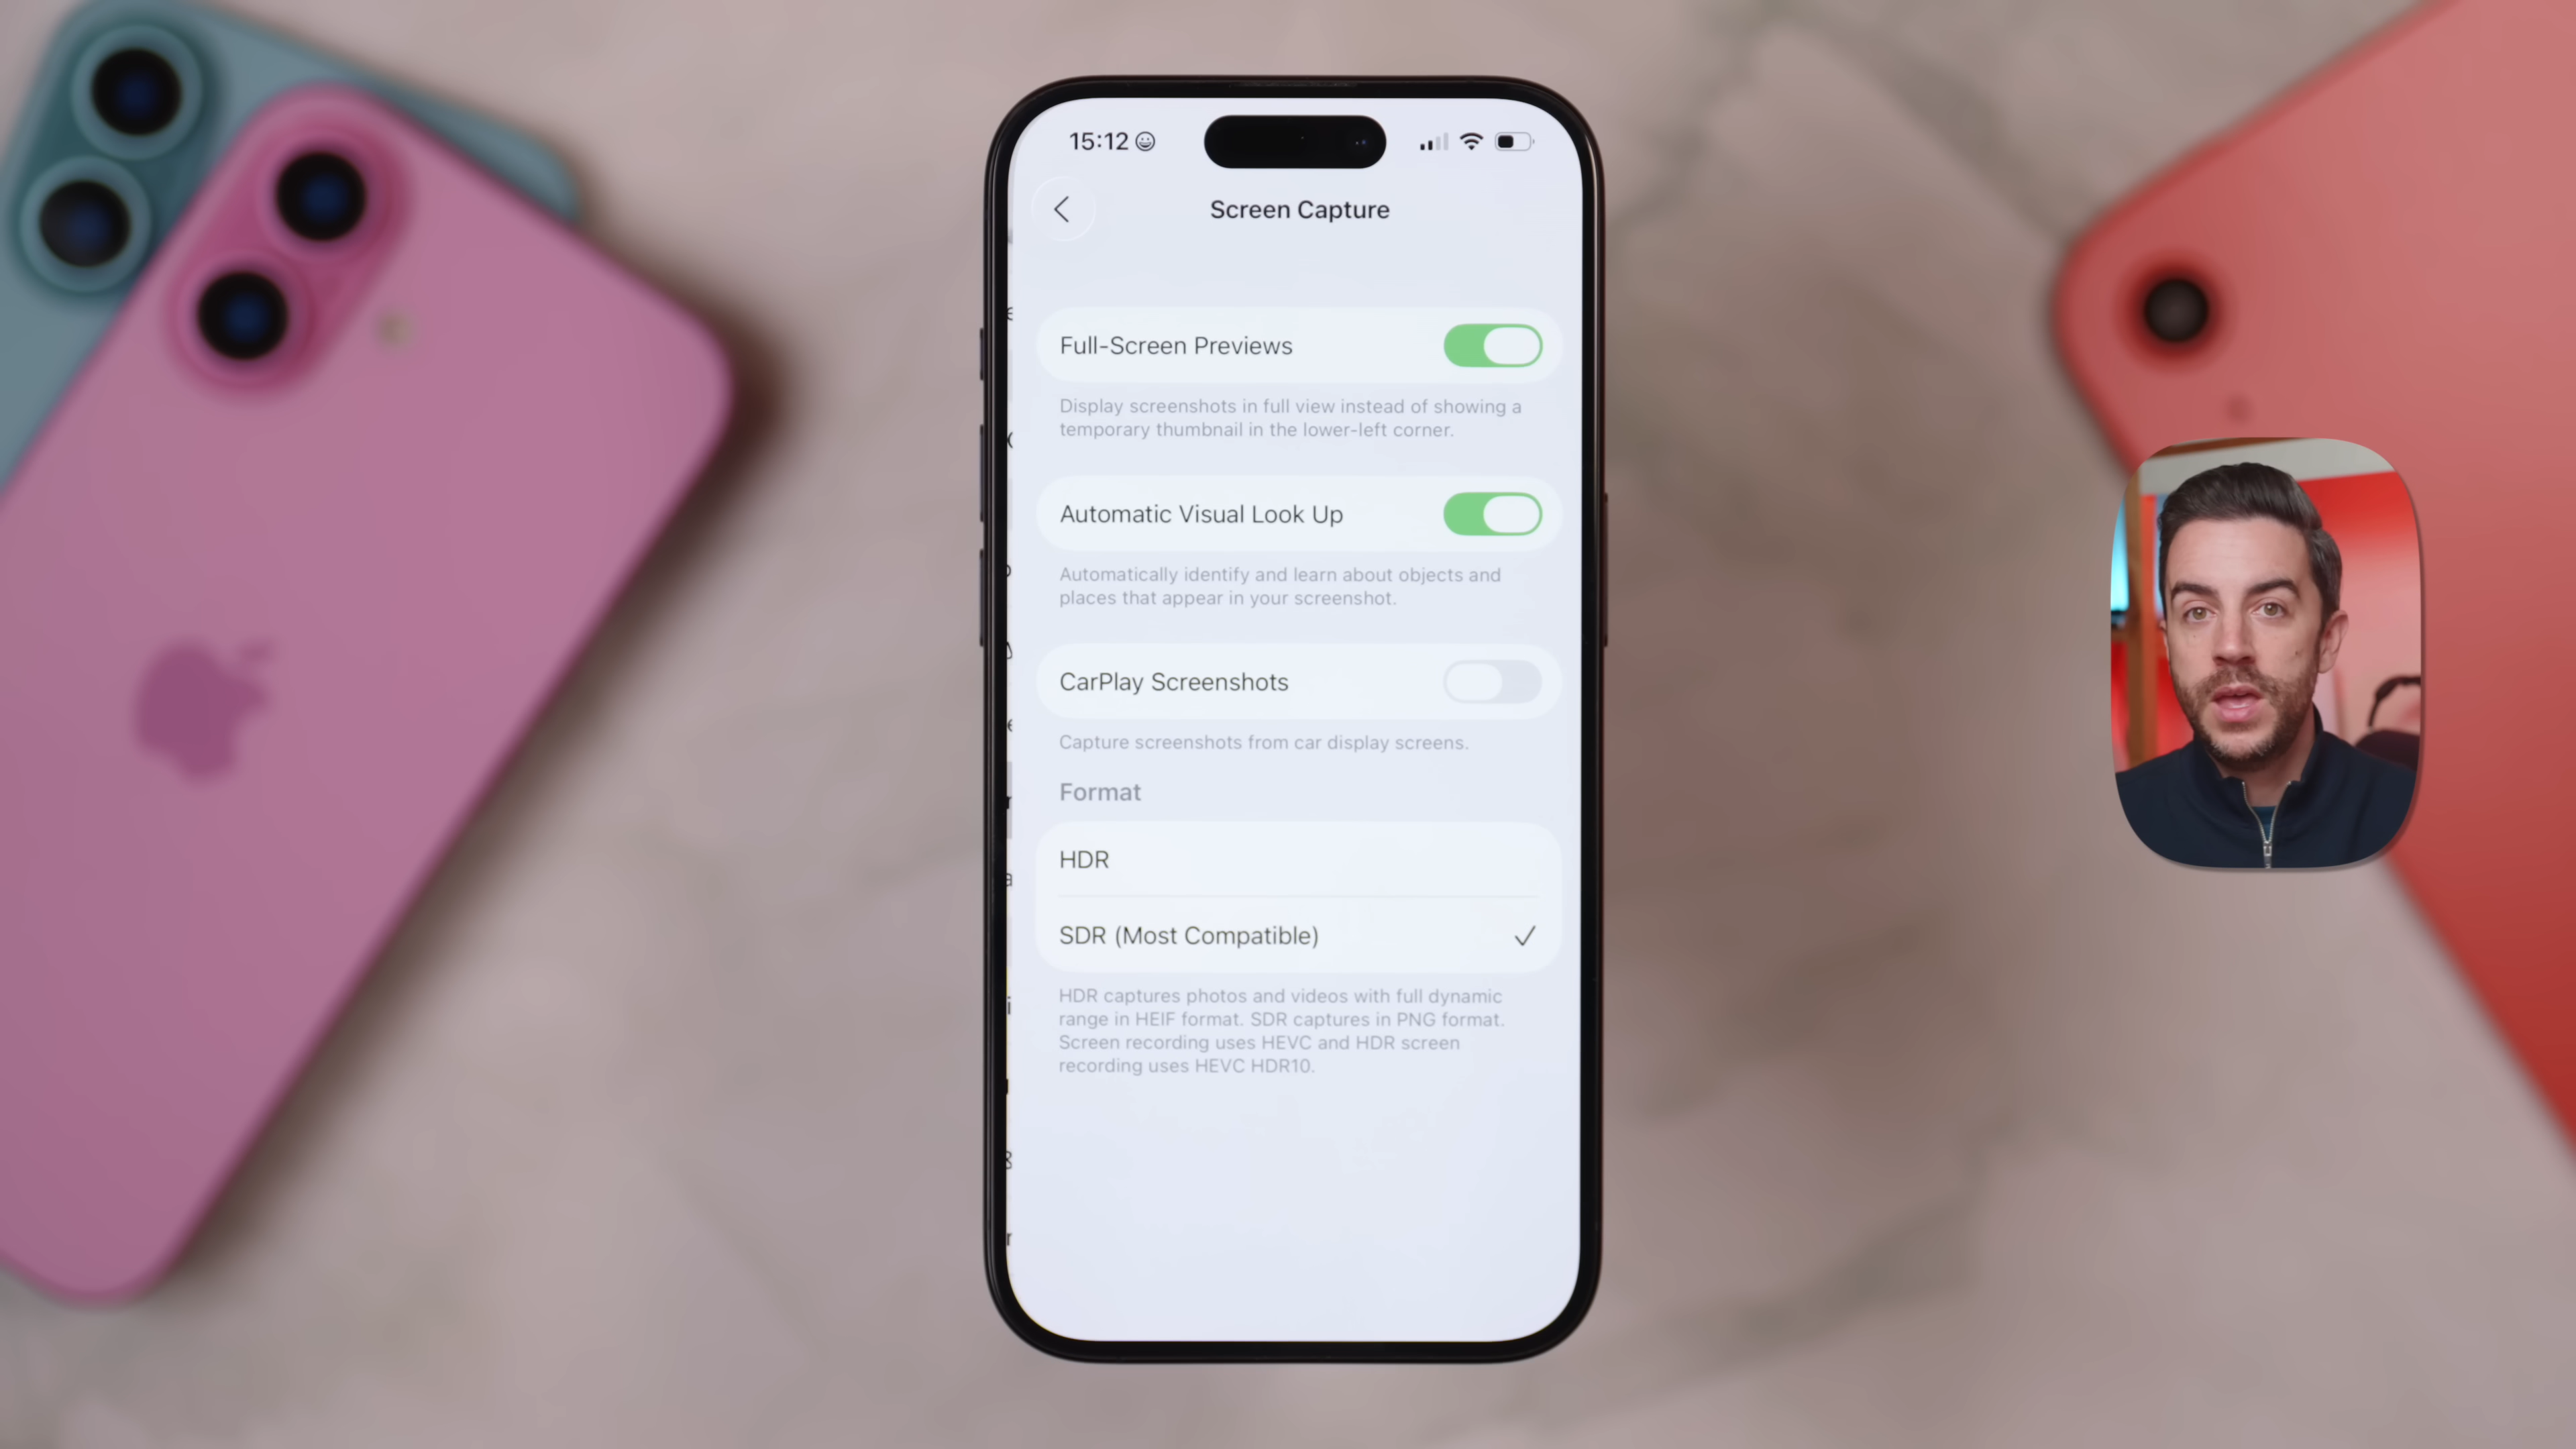 15:12
Screen Capture
Full-Screen Previews
Display screenshots in full view instead of showing a
temporary thumbnail in the lower-left corner.
Automatic Visual Look Up
Automatically identify and learn about objects and
places that appear in your screenshot.
CarPlay Screenshots
Capture screenshots from car display screens.
Format
HDR
SDR (Most Compatible)
HDR captures photos and videos with full dynamic
range in HEIF format. SDR captures in PNG format.
Screen recording uses HEVC and HDR screen
recording uses HEVC HDR10.